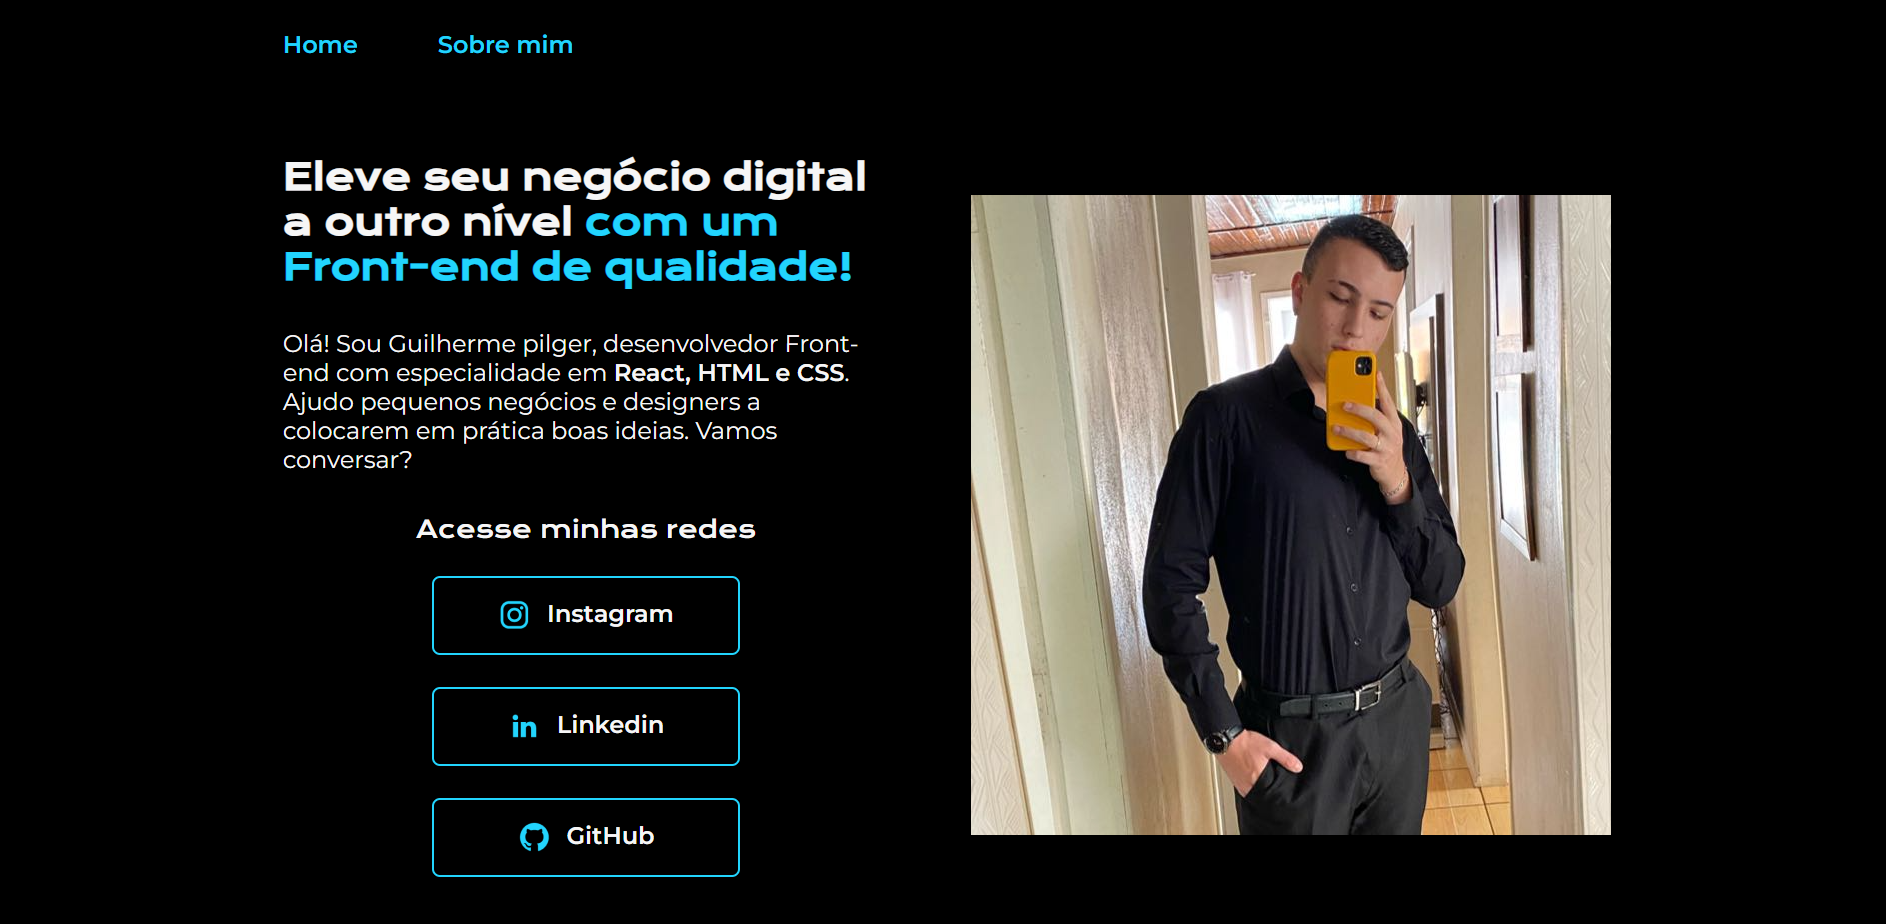 Home
Sobre mim
Eleve seu negócio digital
a outro nível com um
Front-end de qualidade!
Olá! Sou Guilherme pilger, desenvolvedor Front-
end com especialidade em React, HTML e CSS.
Ajudo pequenos negócios e designers a
colocarem em prática boas ideias. Vamos
conversar?
Acesse minhas redes
Instagram
in Linkedin
GitHub